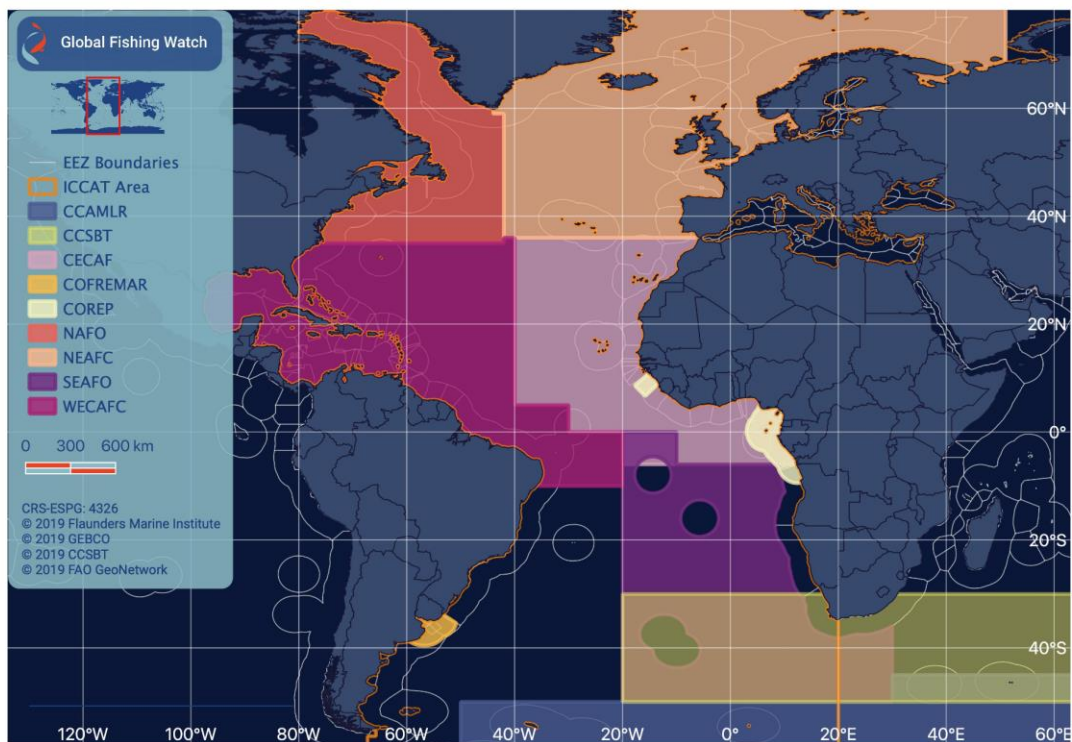 Global Fishing Watch
EEZ Boundaries
ICCAT Area
CCAMLR
CCSBT
CECAF
COFREMAR
COREP
NAFO
NEAFC
SEAFO
WECAFC
0 300 600 km
CRS-ESPG: 4326
© 2019 Flaunders Marine Institute
© 2019 GEBCO
© 2019 CCSBT
© 2019 FAO GeoNetwork
60°N
40°N
20°N
0°
20°S
40°S
120°W 100°W 80°W 60°W 40°W 20°W 0° 20°E 40°E 60°E